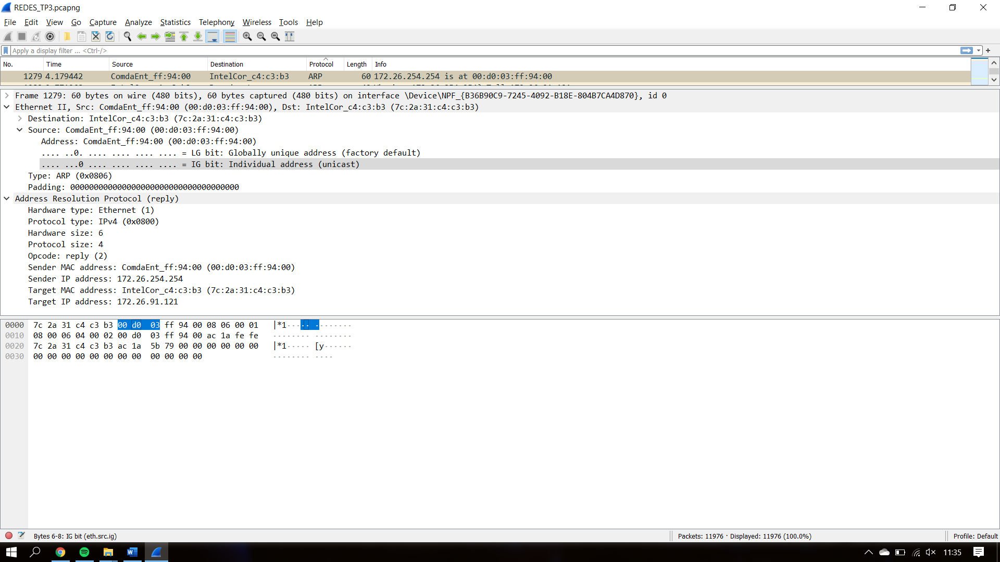 REDES_TP3.pcapng
File Edit View Go Capture Analyze Statistics Telephony Wireless Tools Help
Apply a display filter ... <Ctrl-/>
No. Time Source Destination Protocol Length Info
1279 4.179442 ComdaEnt_ff:94:00 IntelCor_c4:c3:b3 ARP 60 172.26.254.254 is at 00:d0:03:ff:94:00
Frame 1279: 60 bytes on wire (480 bits), 60 bytes captured (480 bits) on interface \Device\NPF_{B36B90C9-7245-4092-B18E-804B7CA4D870}, id 0
Ethernet II, Src: ComdaEnt_ff:94:00 (00:d0:03:ff:94:00), Dst: IntelCor_c4:c3:b3 (7c:2a:31:c4:c3:b3)
Destination: IntelCor_c4:c3:b3 (7c:2a:31:c4:c3:b3)
Source: ComdaEnt_ff:94:00 (00:d0:03:ff:94:00)
Address: ComdaEnt_ff:94:00 (00:d0:03:ff:94:00)
.... ..0. .... .... .... .... = LG bit: Globally unique address (factory default)
.... ...0 .... .... .... .... = IG bit: Individual address (unicast)
Type: ARP (0x0806)
Padding: 000000000000000000000000000000000000
Address Resolution Protocol (reply)
Hardware type: Ethernet (1)
Protocol type: IPv4 (0x0800)
Hardware size: 6
Protocol size: 4
Opcode: reply (2)
Sender MAC address: ComdaEnt_ff:94:00 (00:d0:03:ff:94:00)
Sender IP address: 172.26.254.254
Target MAC address: IntelCor_c4:c3:b3 (7c:2a:31:c4:c3:b3)
Target IP address: 172.26.91.121
0000 7c 2a 31 c4 c3 b3 00 d0 03 ff 94 00 08 06 00 01 |*1····· ········
0010 08 00 06 04 00 02 00 d0 03 ff 94 00 ac 1a fe fe ········ ········
0020 7c 2a 31 c4 c3 b3 ac 1a 5b 79 00 00 00 00 00 00 |*1····· [y······
0030 00 00 00 00 00 00 00 00 00 00 00 00 ········ ····
Bytes 6-8: IG bit (eth.src.ig) Packets: 11976 · Displayed: 11976 (100.0%) Profile: Default
11:35